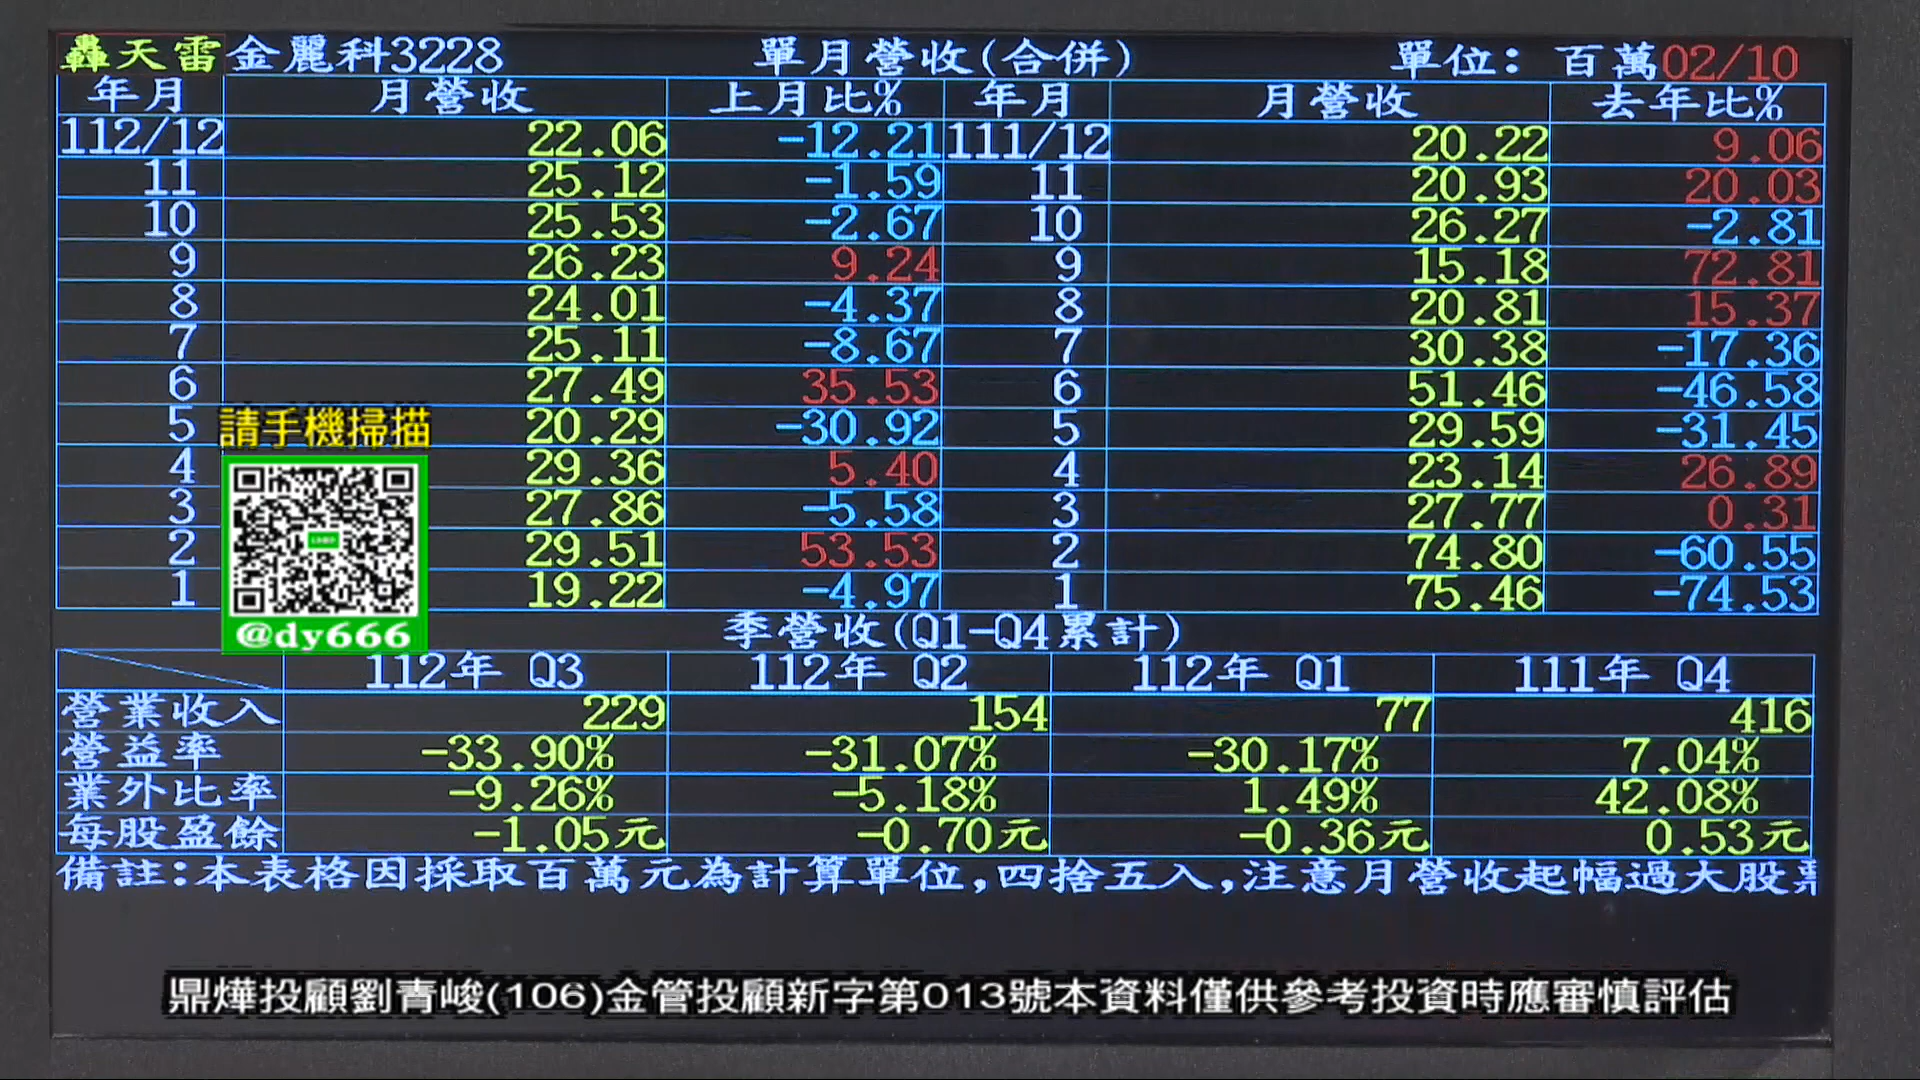 轟天雷 金麗科3228 單月營收(合併) 單位: 百萬 02/10
年月 月營收 上月比% 年月 月營收 去年比%
112/12 22.06 -12.21 111/12 20.22 9.06
11 25.12 -1.59 11 20.93 20.03
10 25.53 -2.67 10 26.27 -2.81
9 26.23 9.24 9 15.18 72.81
8 24.01 -4.37 8 20.81 15.37
7 25.11 -8.67 7 30.38 -17.36
6 27.49 35.53 6 51.46 -46.58
5 20.29 -30.92 5 29.59 -31.45
4 29.36 5.40 4 23.14 26.89
3 27.86 -5.58 3 27.77 0.31
2 29.51 53.53 2 74.80 -60.55
1 19.22 -4.97 1 75.46 -74.53
請手機掃描
@dy666
季營收(Q1-Q4累計)
112年 Q3 112年 Q2 112年 Q1 111年 Q4
營業收入 229 154 77 416
營益率 -33.90% -31.07% -30.17% 7.04%
業外比率 -9.26% -5.18% 1.49% 42.08%
每股盈餘 -1.05元 -0.70元 -0.36元 0.53元
備註:本表格因採取百萬元為計算單位,四捨五入,注意月營收起幅過大股票
鼎燁投顧劉青峻(106)金管投顧新字第013號本資料僅供參考投資時應審慎評估